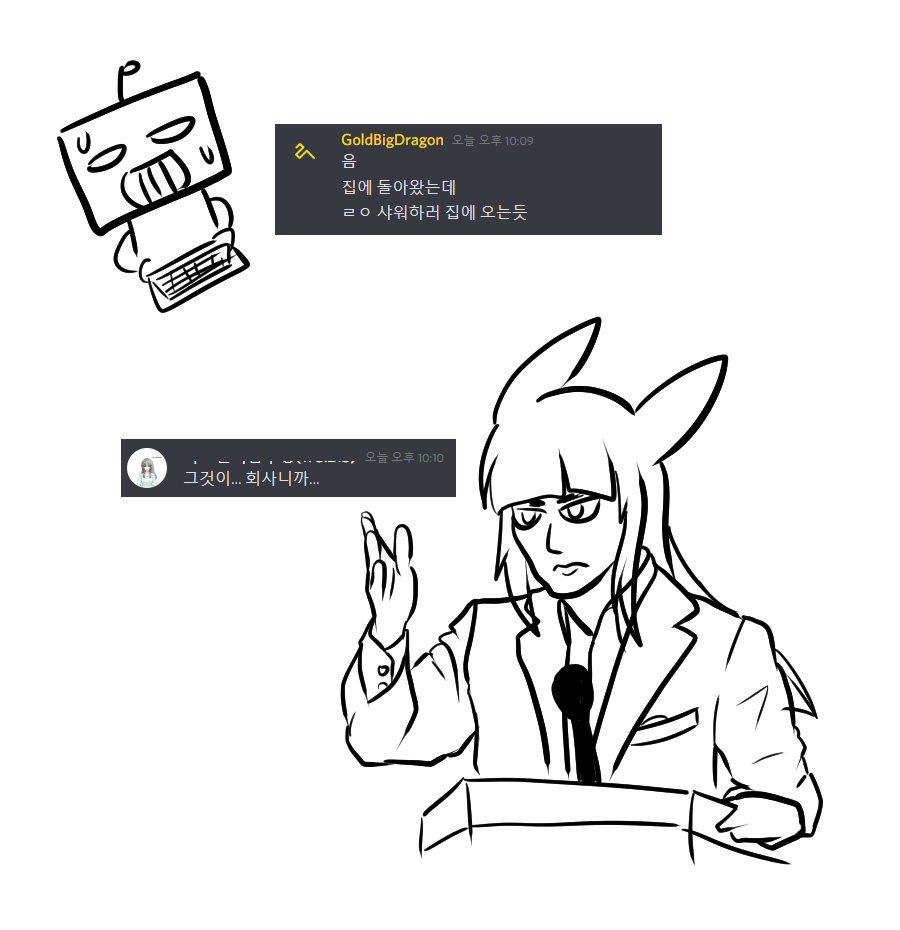 GoldBigDragon 오늘 오후 10:09
음
집에 돌아왔는데
ㄹㅇ 샤워하러 집에 오는듯
오늘 오후 10:10
그것이... 회사니까...